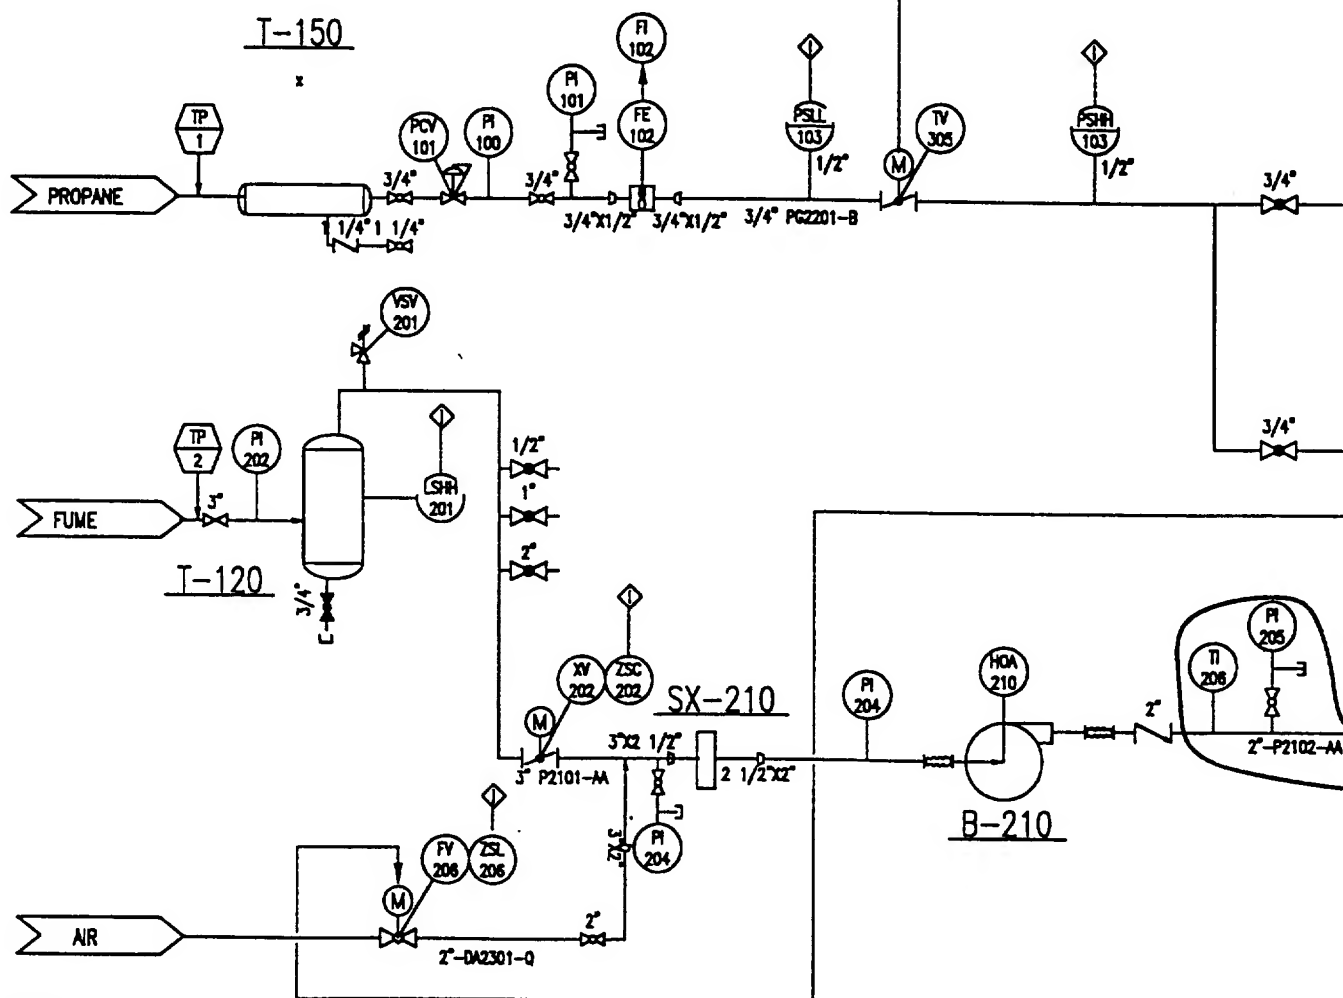 T-150
x
TP
1
PROPANE
3/4"
1 1/4"
1 1/4"
PCV
101
PI
100
3/4"
PI
101
3/4"X1/2"
FI
102
FE
102
3/4"X1/2"
3/4" PG2201-B
PSLL
103
1/2"
M
TV
305
PSHH
103
1/2"
3/4"
3/4"
VSV
201
TP
2
PI
202
FUME
3"
T-120
3/4"
LSHH
201
1/2"
1"
2"
XV
202
ZSC
202
M
3" P2101-AA
SX-210
3"X2 1/2"
2 1/2"X2"
PI
204
3"X2"
PI
204
HOA
210
B-210
2"
TI
206
PI
205
2"-P2102-AA
FV
206
ZSL
206
M
AIR
2"-DA2301-Q
2"